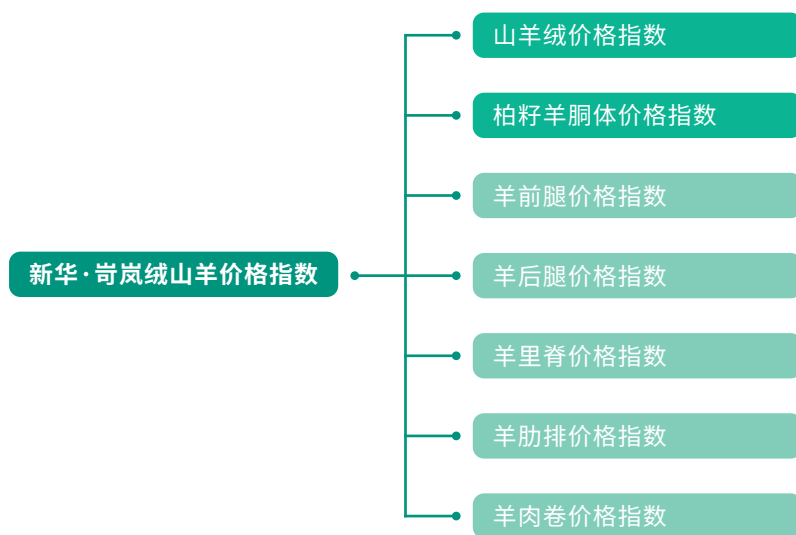 山羊绒价格指数
柏籽羊胴体价格指数
羊前腿价格指数
新华·岢岚绒山羊价格指数
羊后腿价格指数
羊里脊价格指数
羊肋排价格指数
羊肉卷价格指数